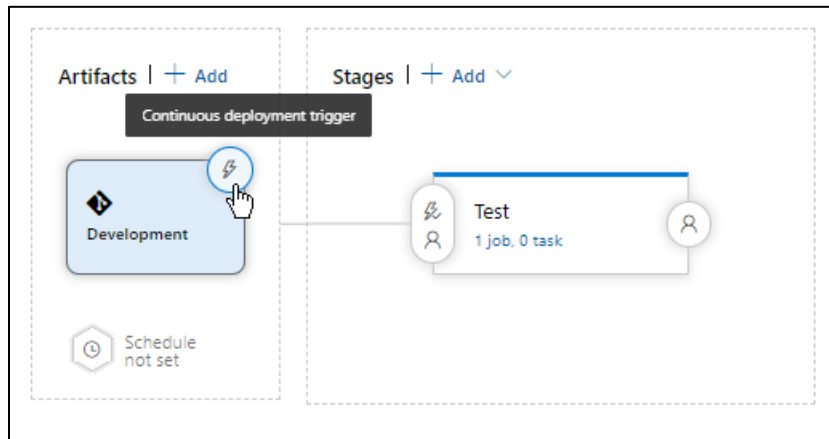 Artifacts | + Add
Stages | + Add
Continuous deployment trigger
Development
Test
1 job, 0 task
Schedule
not set